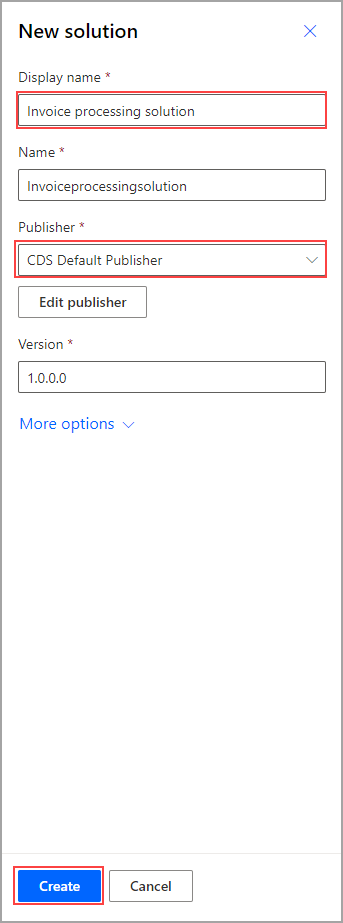 New solution
Display name *
Invoice processing solution
Name *
Invoiceprocessingsolution
Publisher *
CDS Default Publisher
Edit publisher
Version *
1.0.0.0
More options
Create Cancel